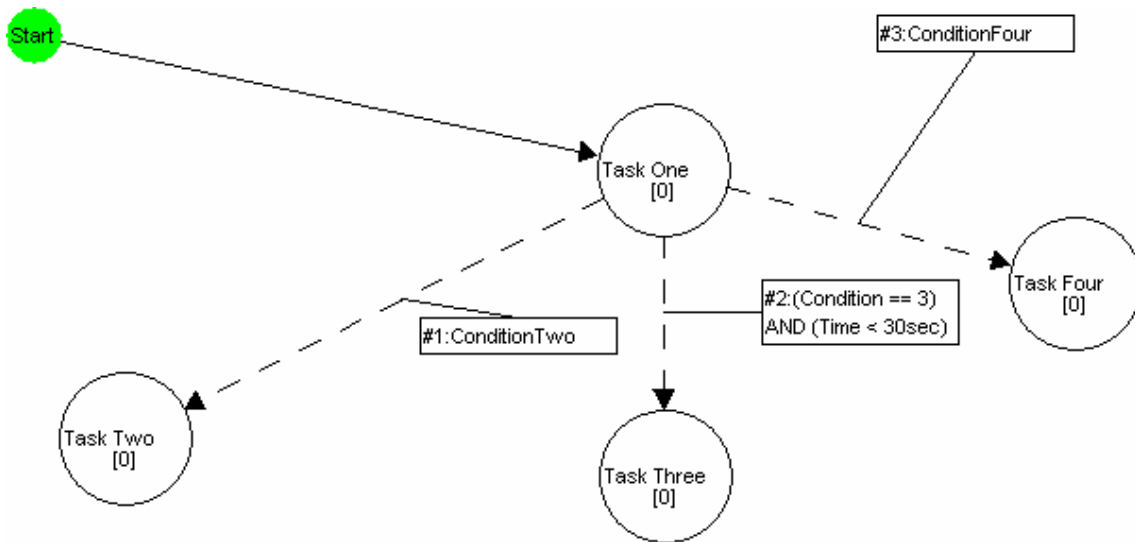 Start
#3:ConditionFour
Task One
[0]
#2:(Condition == 3)
AND (Time < 30sec)
Task Four
[0]
#1:ConditionTwo
Task Two
[0]
Task Three
[0]